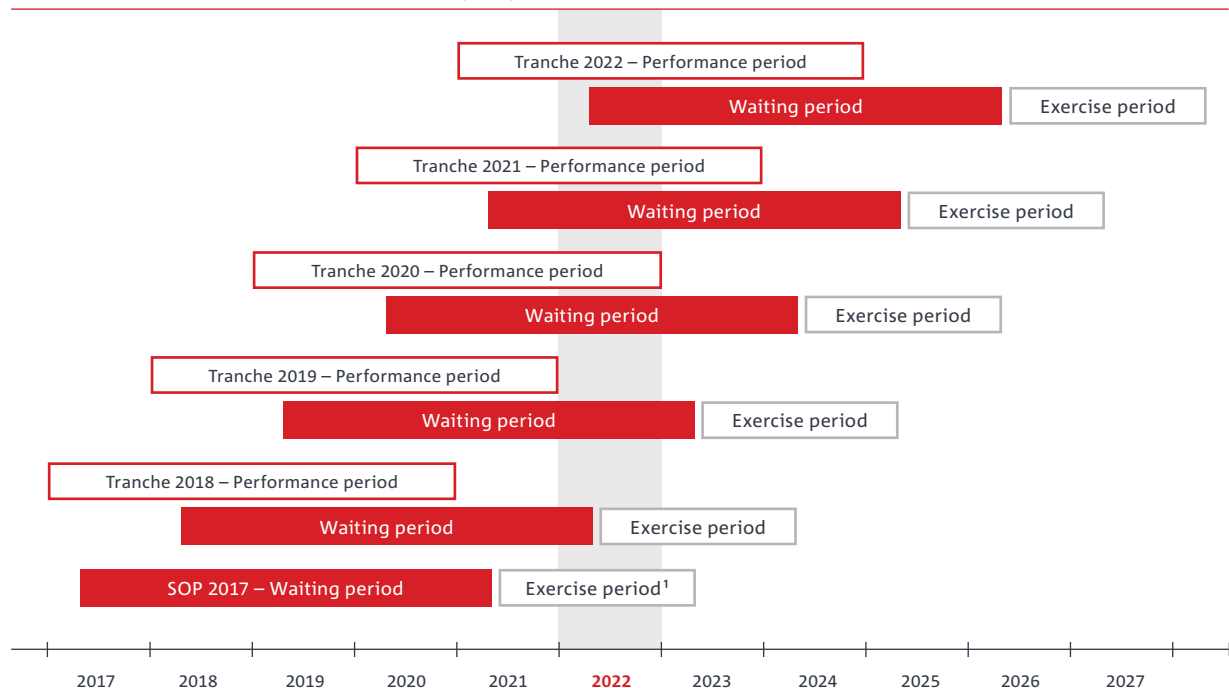 Tranche 2022 – Performance period
Waiting period
Exercise period
Tranche 2021 – Performance period
Waiting period
Exercise period
Tranche 2020 – Performance period
Waiting period
Exercise period
Tranche 2019 – Performance period
Waiting period
Exercise period
Tranche 2018 – Performance period
Waiting period
Exercise period
SOP 2017 – Waiting period
Exercise period¹
2017 2018 2019 2020 2021 2022 2023 2024 2025 2026 2027